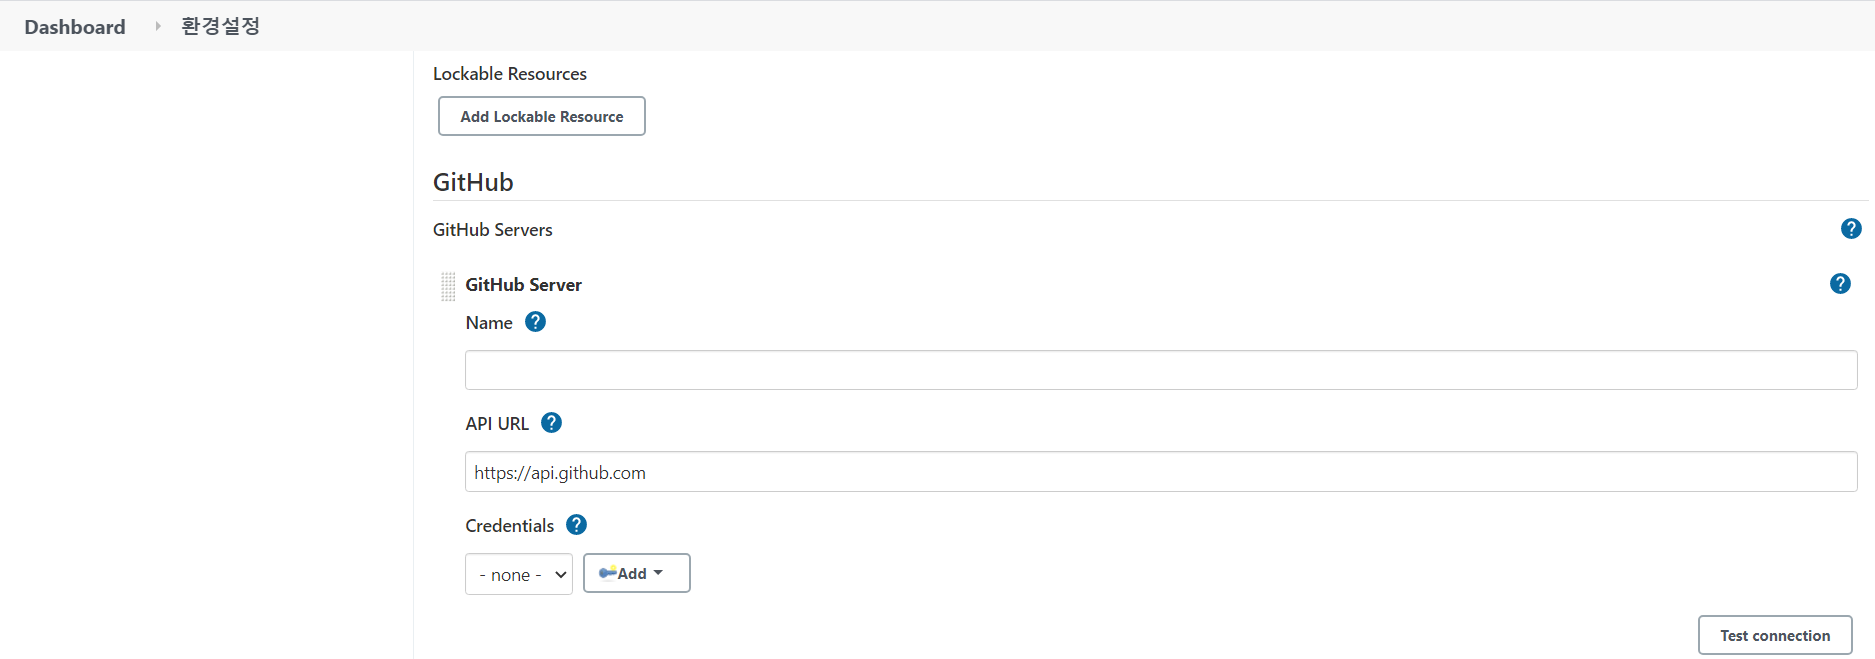 Dashboard 환경설정
Lockable Resources
Add Lockable Resource
GitHub
GitHub Servers ?
GitHub Server ?
Name ?
API URL ?
https://api.github.com
Credentials ?
- none - Add
Test connection